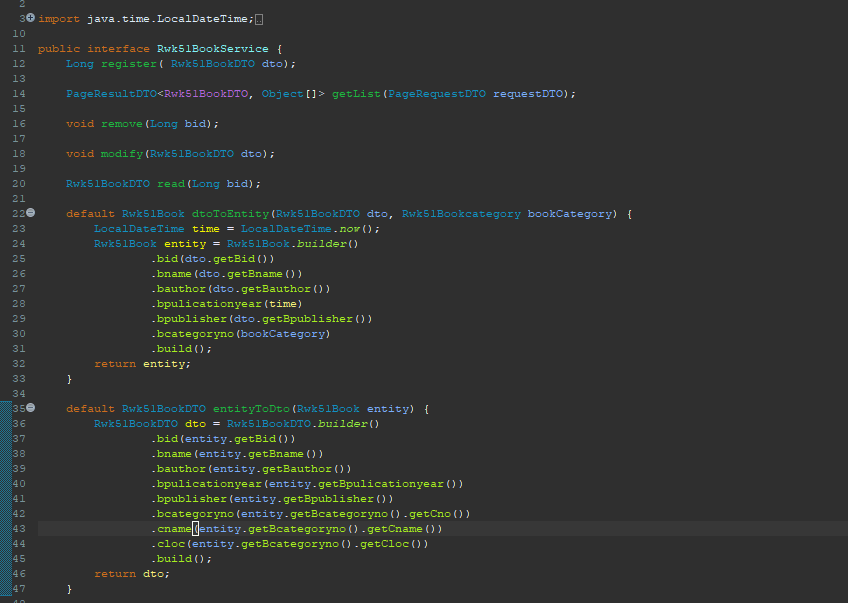 2
3 import java.time.LocalDateTime;
10
11 public interface Rwk51BookService {
12 Long register( Rwk51BookDTO dto);
13
14 PageResultDTO<Rwk51BookDTO, Object[]> getList(PageRequestDTO requestDTO);
15
16 void remove(Long bid);
17
18 void modify(Rwk51BookDTO dto);
19
20 Rwk51BookDTO read(Long bid);
21
22 default Rwk51Book dtoToEntity(Rwk51BookDTO dto, Rwk51Bookcategory bookCategory) {
23 LocalDateTime time = LocalDateTime.now();
24 Rwk51Book entity = Rwk51Book.builder()
25 .bid(dto.getBid())
26 .bname(dto.getBname())
27 .bauthor(dto.getBauthor())
28 .bpulicationyear(time)
29 .bpublisher(dto.getBpublisher())
30 .bcategoryno(bookCategory)
31 .build();
32 return entity;
33 }
34
35 default Rwk51BookDTO entityToDto(Rwk51Book entity) {
36 Rwk51BookDTO dto = Rwk51BookDTO.builder()
37 .bid(entity.getBid())
38 .bname(entity.getBname())
39 .bauthor(entity.getBauthor())
40 .bpulicationyear(entity.getBpulicationyear())
41 .bpublisher(entity.getBpublisher())
42 .bcategoryno(entity.getBcategoryno().getCno())
43 .cname(entity.getBcategoryno().getCname())
44 .cloc(entity.getBcategoryno().getCloc())
45 .build();
46 return dto;
47 }